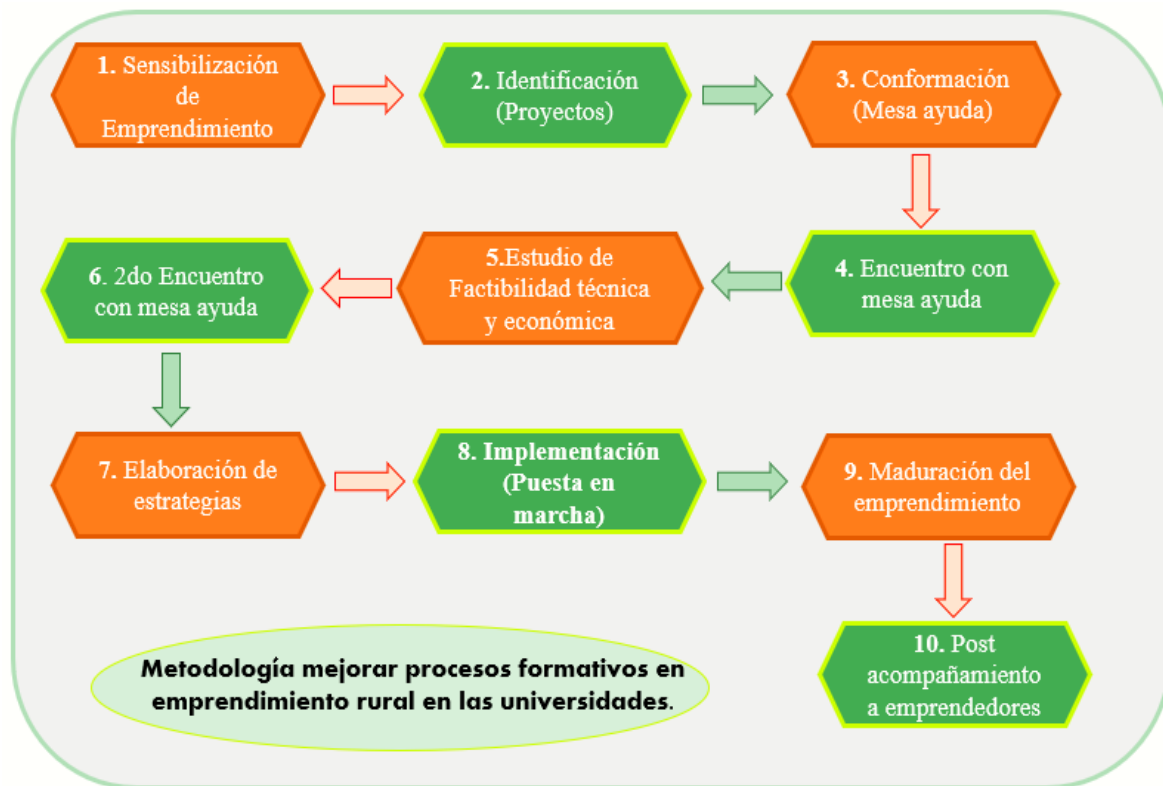 1. Sensibilización
de
Emprendimiento
2. Identificación
(Proyectos)
3. Conformación
(Mesa ayuda)
4. Encuentro con
mesa ayuda
5.Estudio de
Factibilidad técnica
y económica
6. 2do Encuentro
con mesa ayuda
7. Elaboración de
estrategias
8. Implementación
(Puesta en
marcha)
9. Maduración del
emprendimiento
10. Post
acompañamiento
a emprendedores
Metodología mejorar procesos formativos en
emprendimiento rural en las universidades.